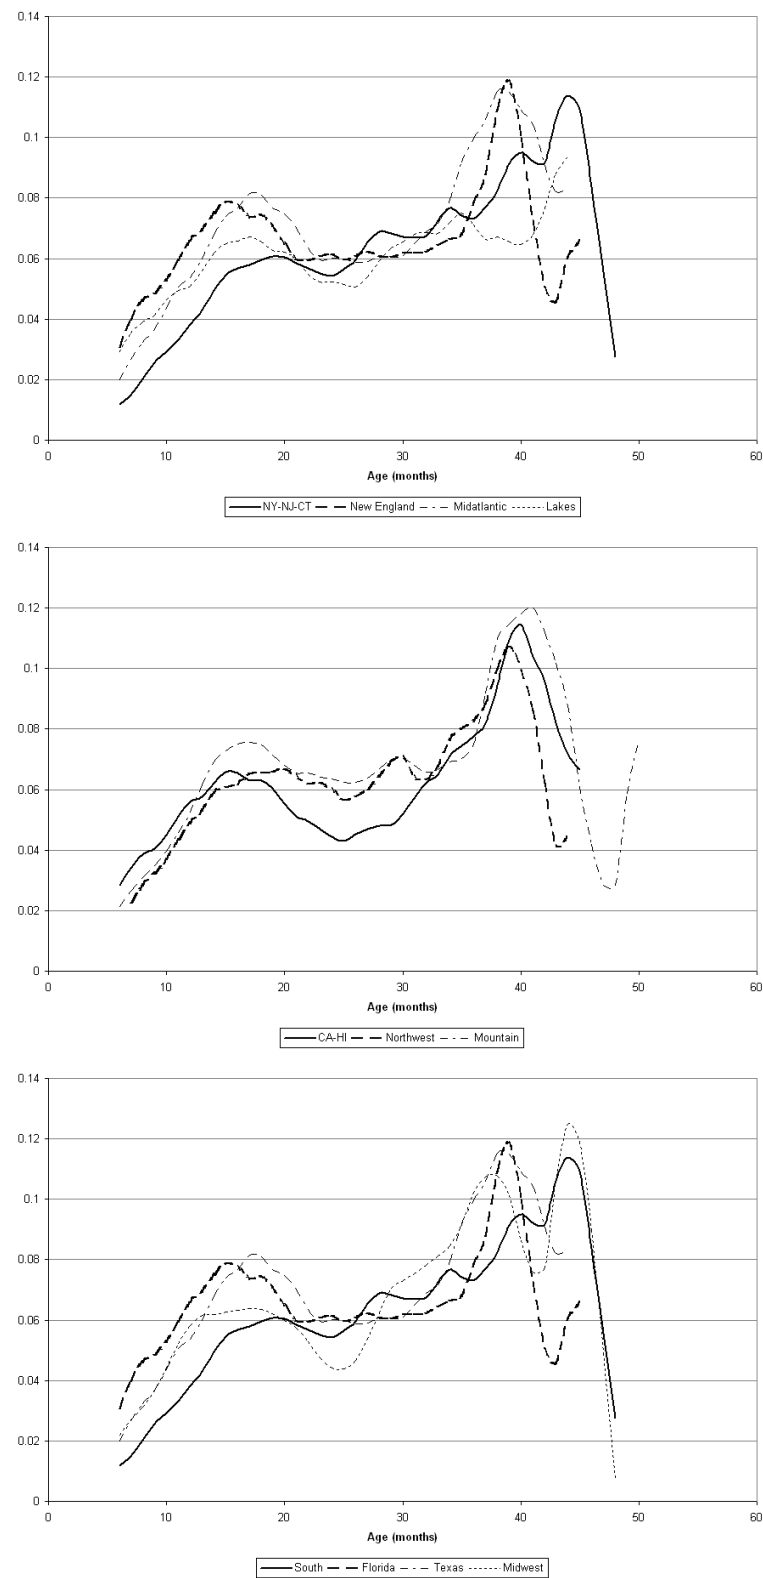 0.14
0.12
0.1
0.08
0.06
0.04
0.02
0
0 10 20 30 40 50 60
Age (months)
NY-NJ-CT New England Midatlantic Lakes
0.14
0.12
0.1
0.08
0.06
0.04
0.02
0
0 10 20 30 40 50 60
Age (months)
CA-HI Northwest Mountain
0.14
0.12
0.1
0.08
0.06
0.04
0.02
0
0 10 20 30 40 50 60
Age (months)
South Florida Texas Midwest